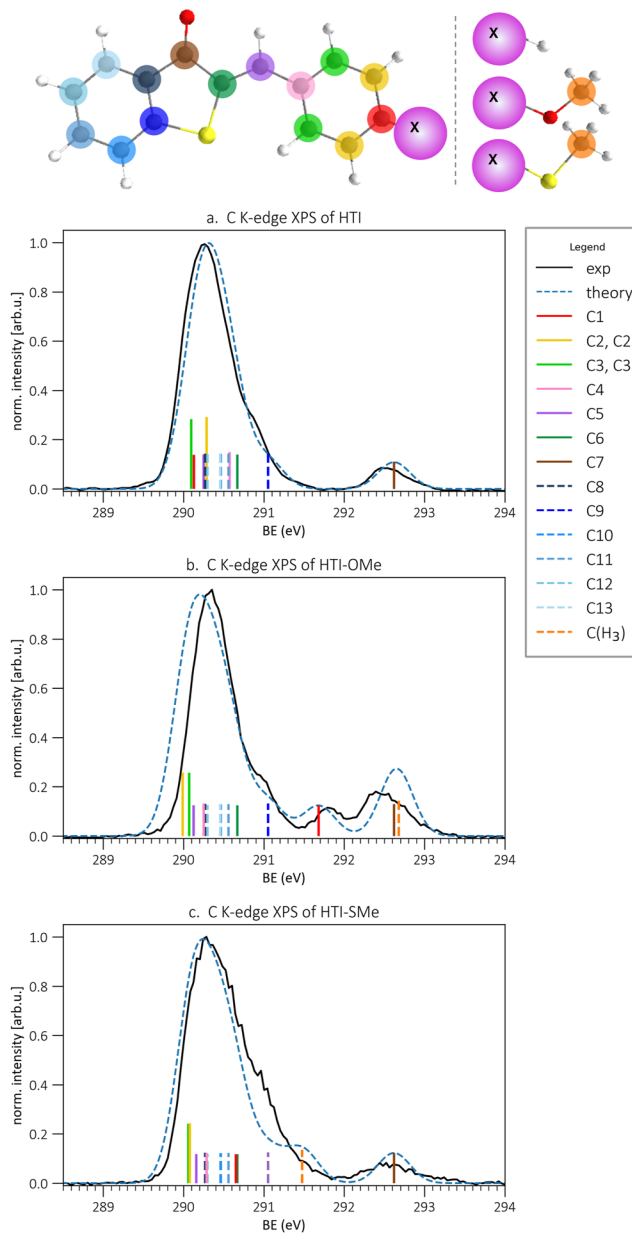 X
X
X
X
a. C K-edge XPS of HTI
norm. intensity [arb.u.]
1.0
0.8
0.6
0.4
0.2
0.0
289 290 291 292 293 294
BE (eV)
b. C K-edge XPS of HTI-OMe
norm. intensity [arb.u.]
1.0
0.8
0.6
0.4
0.2
0.0
289 290 291 292 293 294
BE (eV)
c. C K-edge XPS of HTI-SMe
norm. intensity [arb.u.]
1.0
0.8
0.6
0.4
0.2
0.0
289 290 291 292 293 294
BE (eV)
Legend
exp
theory
C1
C2, C2
C3, C3
C4
C5
C6
C7
C8
C9
C10
C11
C12
C13
C(H₃)